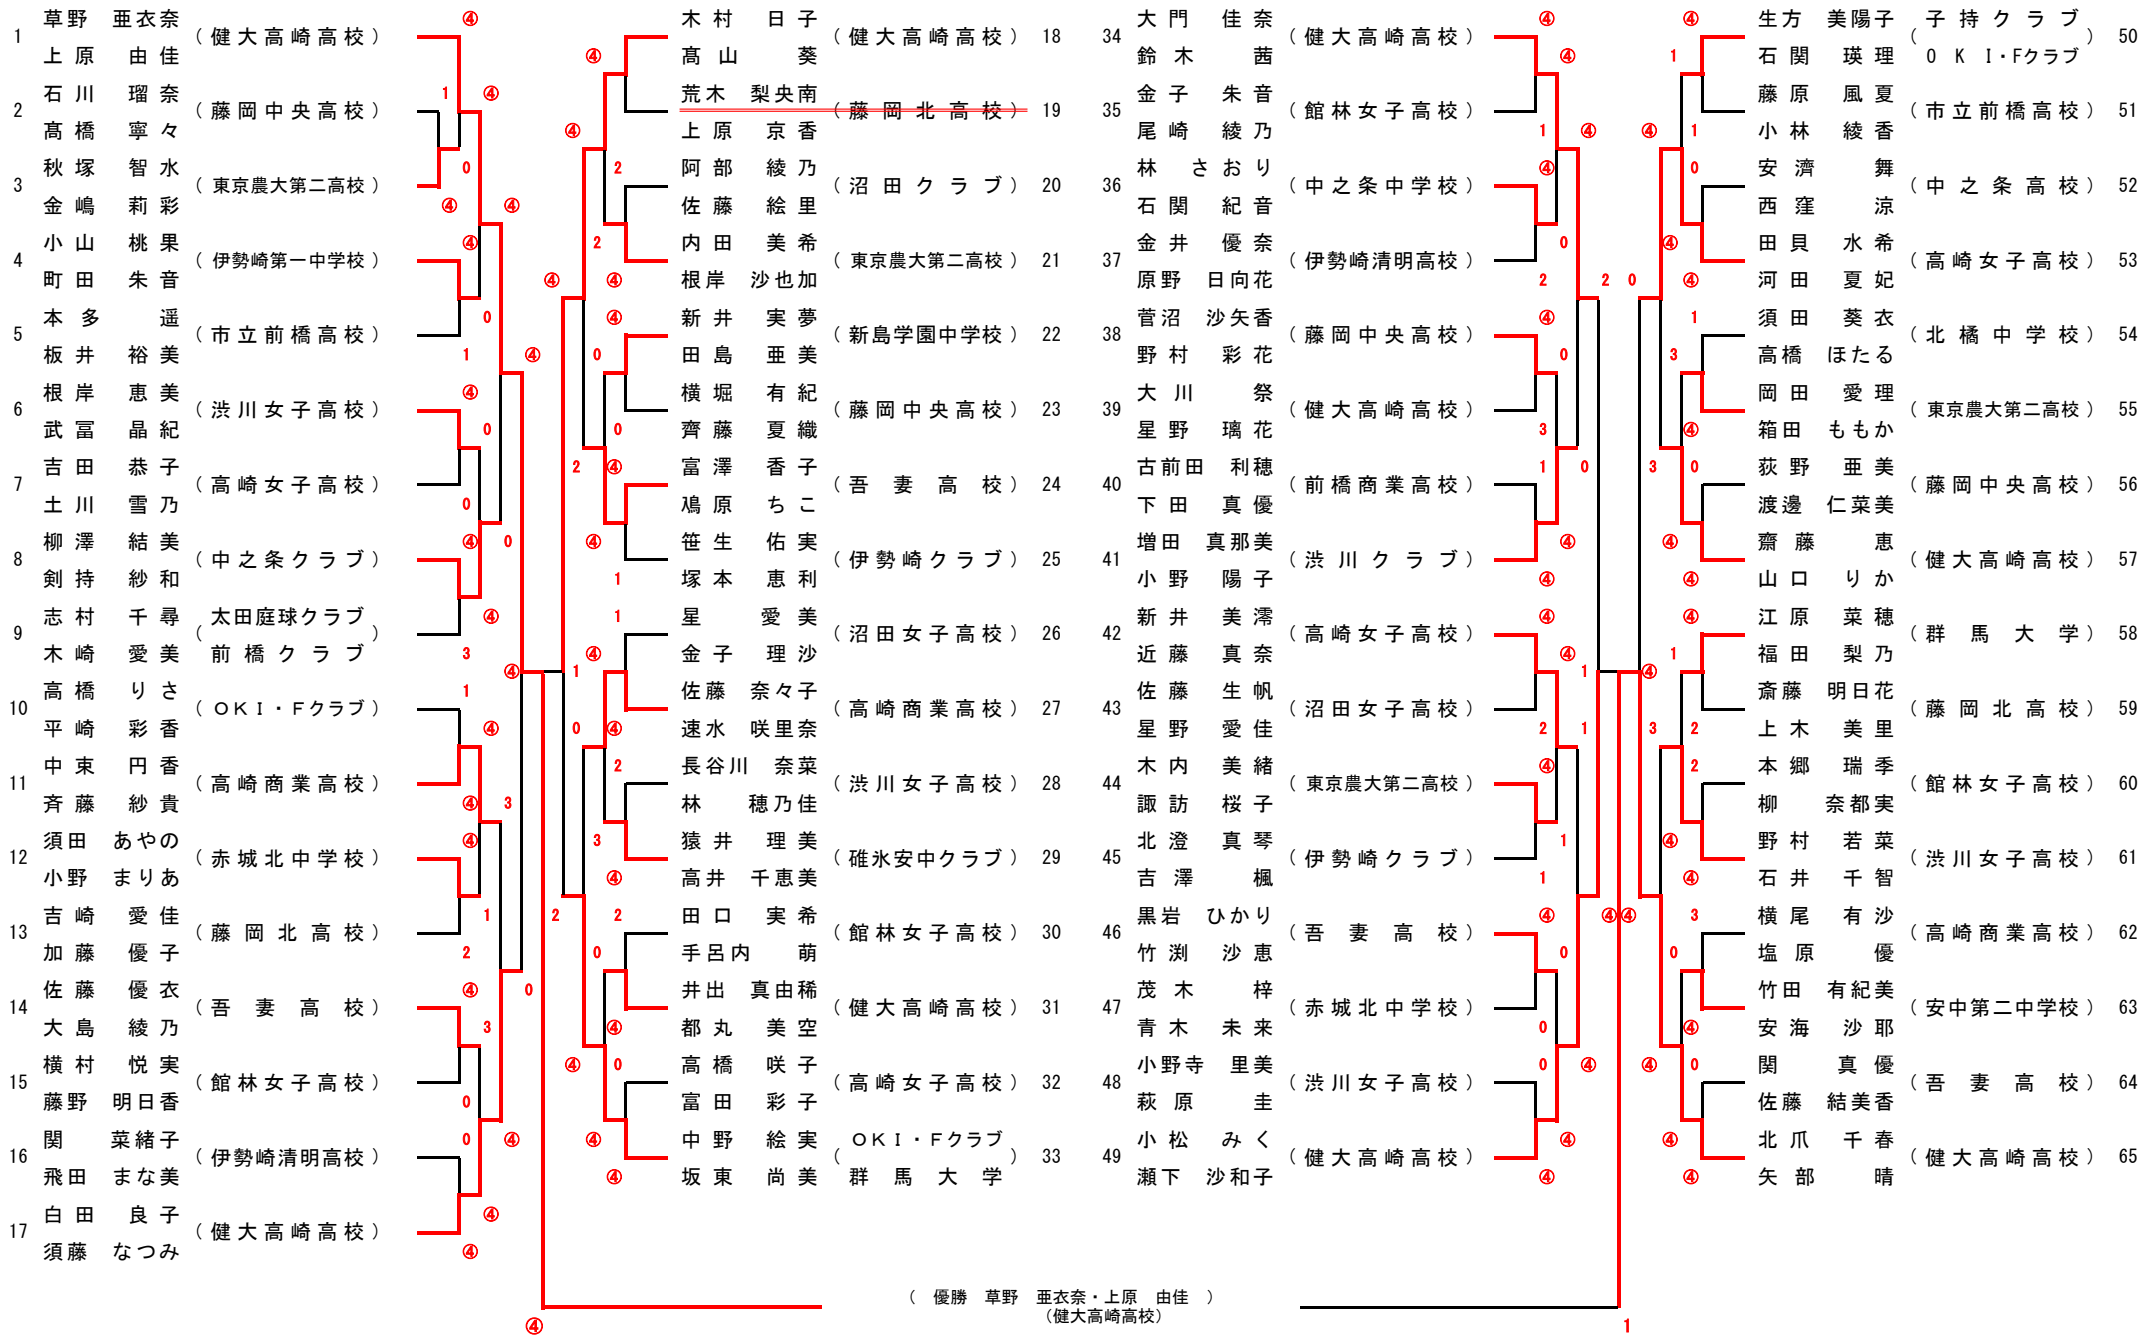 1 草野 亜衣奈 上原 由佳 (健大高崎高校)
2 石川 瑠奈 髙橋 寧々 (藤岡中央高校)
3 秋塚 智水 金嶋 莉彩 (東京農大第二高校)
4 小山 桃果 町田 朱音 (伊勢崎第一中学校)
5 本多 遥 板井 裕美 (市立前橋高校)
6 根岸 恵美 武冨 晶紀 (渋川女子高校)
7 吉田 恭子 土川 雪乃 (高崎女子高校)
8 柳澤 結美 剣持 紗和 (中之条クラブ)
9 志村 千尋 木崎 愛美 (太田庭球クラブ 前橋クラブ)
10 高橋 りさ 平崎 彩香 (OKI・Fクラブ)
11 中束 円香 斉藤 紗貴 (高崎商業高校)
12 須田 あやの 小野 まりあ (赤城北中学校)
13 吉崎 愛佳 加藤 優子 (藤岡北高校)
14 佐藤 優衣 大島 綾乃 (吾妻高校)
15 横村 悦実 藤野 明日香 (館林女子高校)
16 関 菜緒子 飛田 まな美 (伊勢崎清明高校)
17 白田 良子 須藤 なつみ (健大高崎高校)
木村 日子 髙山 葵 (健大高崎高校) 18
荒木 梨央南 上原 京香 (藤岡北高校) 19
阿部 綾乃 佐藤 絵里 (沼田クラブ) 20
内田 美希 根岸 沙也加 (東京農大第二高校) 21
新井 実夢 田島 亜美 (新島学園中学校) 22
横堀 有紀 齊藤 夏織 (藤岡中央高校) 23
富澤 香子 鳰原 ちこ (吾妻高校) 24
笹生 佑実 塚本 恵利 (伊勢崎クラブ) 25
星 愛美 金子 理沙 (沼田女子高校) 26
佐藤 奈々子 速水 咲里奈 (高崎商業高校) 27
長谷川 奈菜 林 穂乃佳 (渋川女子高校) 28
猿井 理美 高井 千恵美 (碓氷安中クラブ) 29
田口 実希 手呂内 萌 (館林女子高校) 30
井出 真由稀 都丸 美空 (健大高崎高校) 31
高橋 咲子 富田 彩子 (高崎女子高校) 32
中野 絵実 坂東 尚美 (OKI・Fクラブ 群馬大学) 33
34 大門 佳奈 鈴木 茜 (健大高崎高校)
35 金子 朱音 尾崎 綾乃 (館林女子高校)
36 林 さおり 石関 紀音 (中之条中学校)
37 金井 優奈 原野 日向花 (伊勢崎清明高校)
38 菅沼 沙矢香 野村 彩花 (藤岡中央高校)
39 大川 祭 星野 璃花 (健大高崎高校)
40 古前田 利穂 下田 真優 (前橋商業高校)
41 増田 真那美 小野 陽子 (渋川クラブ)
42 新井 美澪 近藤 真奈 (高崎女子高校)
43 佐藤 生帆 星野 愛佳 (沼田女子高校)
44 木内 美緒 諏訪 桜子 (東京農大第二高校)
45 北澄 真琴 吉澤 楓 (伊勢崎クラブ)
46 黒岩 ひかり 竹渕 沙恵 (吾妻高校)
47 茂木 梓 青木 未来 (赤城北中学校)
48 小野寺 里美 萩原 圭 (渋川女子高校)
49 小松 みく 瀬下 沙和子 (健大高崎高校)
生方 美陽子 石関 瑛理 (子持クラブ OKI・Fクラブ) 50
藤原 風夏 小林 綾香 (市立前橋高校) 51
安濟 舞 西窪 涼 (中之条高校) 52
田貝 水希 河田 夏妃 (高崎女子高校) 53
須田 葵衣 高橋 ほたる (北橘中学校) 54
岡田 愛理 箱田 ももか (東京農大第二高校) 55
荻野 亜美 渡邊 仁菜美 (藤岡中央高校) 56
齋藤 恵 山口 りか (健大高崎高校) 57
江原 菜穂 福田 梨乃 (群馬大学) 58
斎藤 明日花 上木 美里 (藤岡北高校) 59
本郷 瑞季 柳 奈都実 (館林女子高校) 60
野村 若菜 石井 千智 (渋川女子高校) 61
横尾 有沙 塩原 優 (高崎商業高校) 62
竹田 有紀美 安海 沙耶 (安中第二中学校) 63
関 真優 佐藤 結美香 (吾妻高校) 64
北爪 千春 矢部 晴 (健大高崎高校) 65
( 優勝 草野 亜衣奈・上原 由佳 )
(健大高崎高校)
④ 1